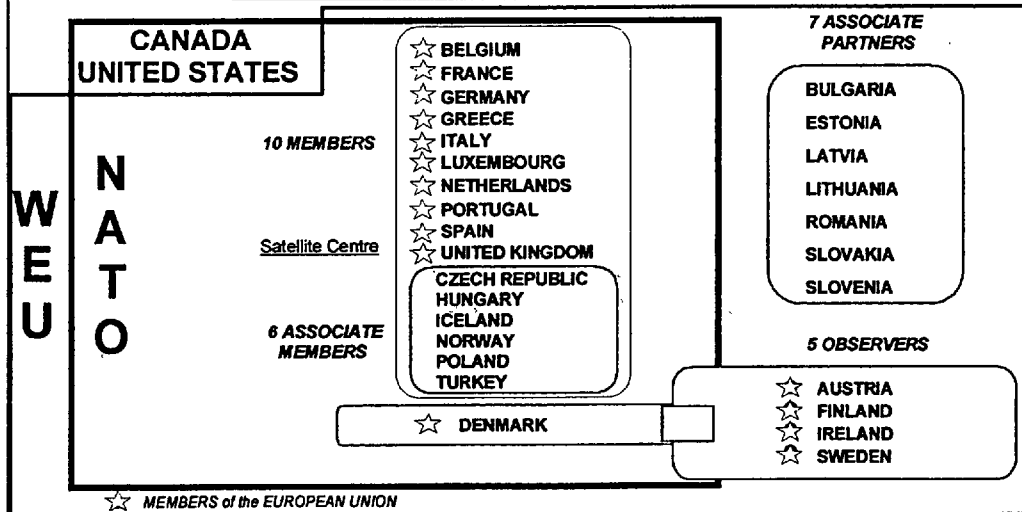 CANADA
UNITED STATES
WEU
NATO
10 MEMBERS
Satellite Centre
6 ASSOCIATE
MEMBERS
BELGIUM
FRANCE
GERMANY
GREECE
ITALY
LUXEMBOURG
NETHERLANDS
PORTUGAL
SPAIN
UNITED KINGDOM
CZECH REPUBLIC
HUNGARY
ICELAND
NORWAY
POLAND
TURKEY
DENMARK
7 ASSOCIATE
PARTNERS
BULGARIA
ESTONIA
LATVIA
LITHUANIA
ROMANIA
SLOVAKIA
SLOVENIA
5 OBSERVERS
AUSTRIA
FINLAND
IRELAND
SWEDEN
MEMBERS of the EUROPEAN UNION